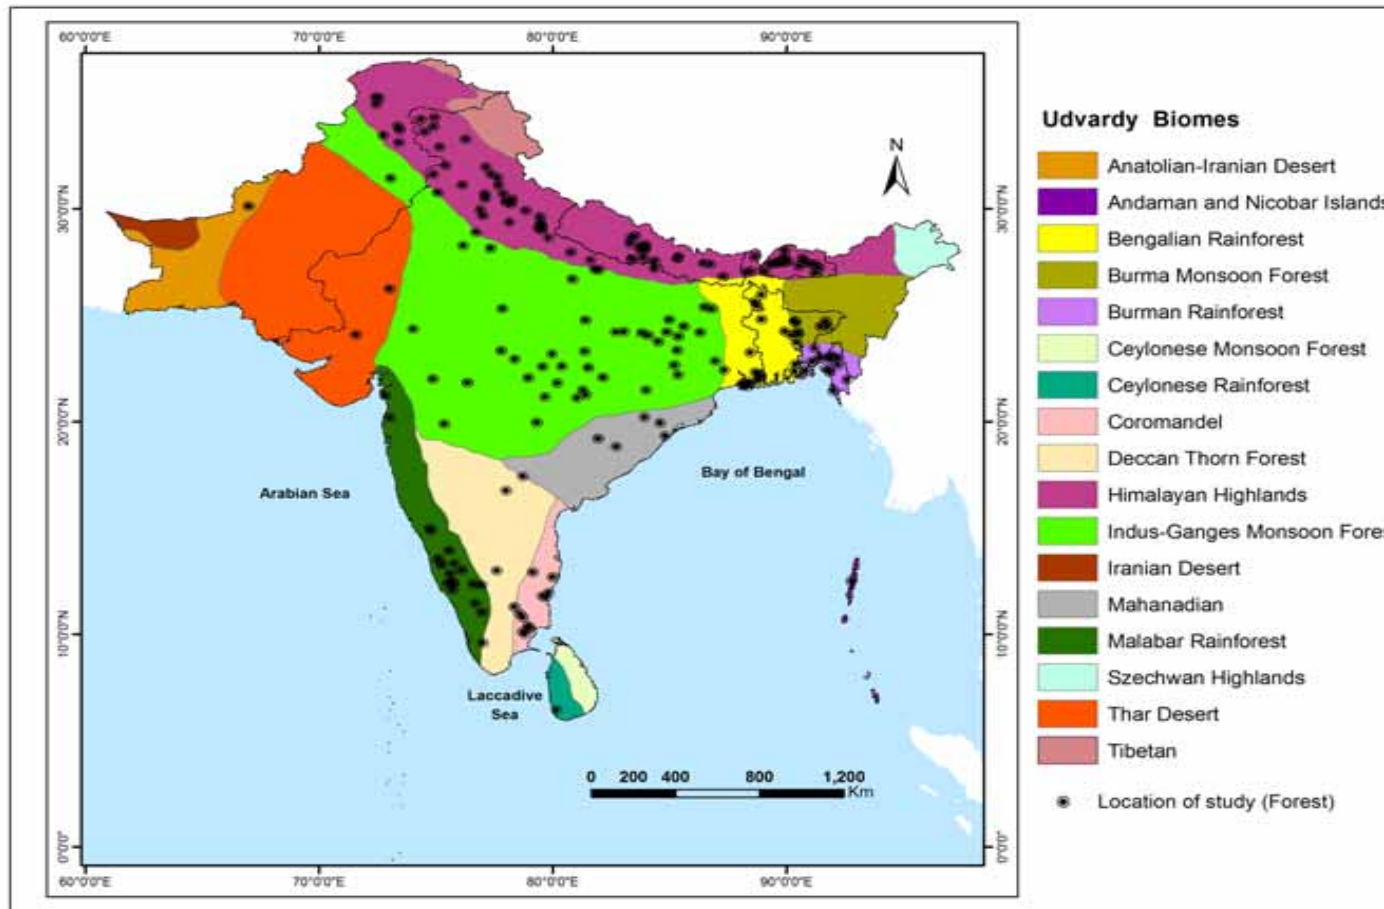 60°0'0"E 70°0'0"E 80°0'0"E 90°0'0"E
N
30°0'0"N 30°0'0"N
20°0'0"N 20°0'0"N
10°0'0"N 10°0'0"N
0°0'0" 0°0'0"
Arabian Sea
Bay of Bengal
Laccadive
Sea
0 200 400 800 1,200
Km
60°0'0"E 70°0'0"E 80°0'0"E 90°0'0"E
Udvardy Biomes
Anatolian-Iranian Desert
Andaman and Nicobar Islands
Bengalian Rainforest
Burma Monsoon Forest
Burman Rainforest
Ceylonese Monsoon Forest
Ceylonese Rainforest
Coromandel
Deccan Thorn Forest
Himalayan Highlands
Indus-Ganges Monsoon Fores
Iranian Desert
Mahanadian
Malabar Rainforest
Szechwan Highlands
Thar Desert
Tibetan
Location of study (Forest)